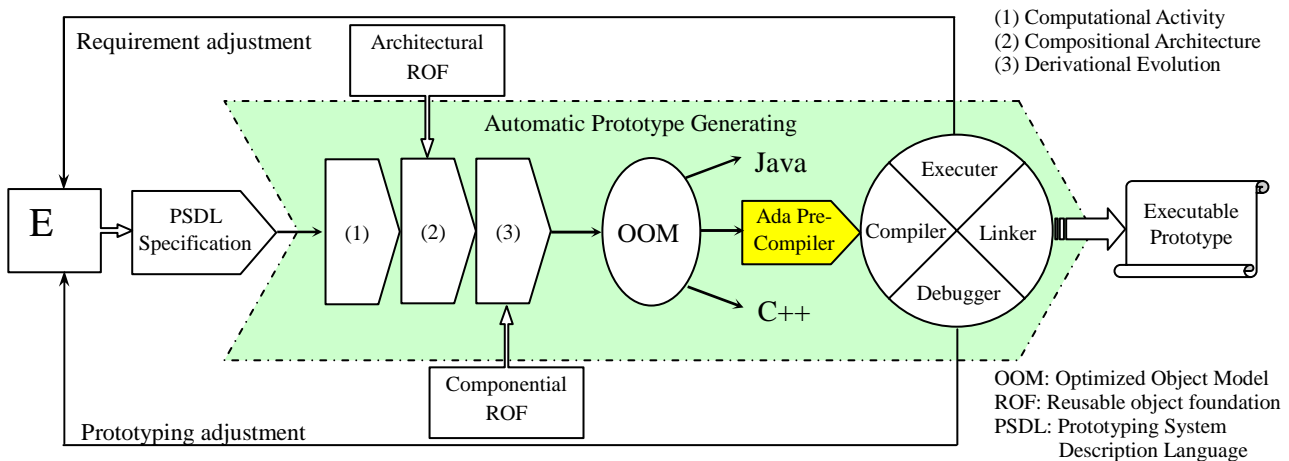 Requirement adjustment
Architectural
ROF
(1) Computational Activity
(2) Compositional Architecture
(3) Derivational Evolution
Automatic Prototype Generating
E
PSDL
Specification
(1)
(2)
(3)
OOM
Java
C++
Ada Pre-
Compiler
Executer
Compiler
Linker
Debugger
Executable
Prototype
Componential
ROF
Prototyping adjustment
OOM: Optimized Object Model
ROF: Reusable object foundation
PSDL: Prototyping System
Description Language